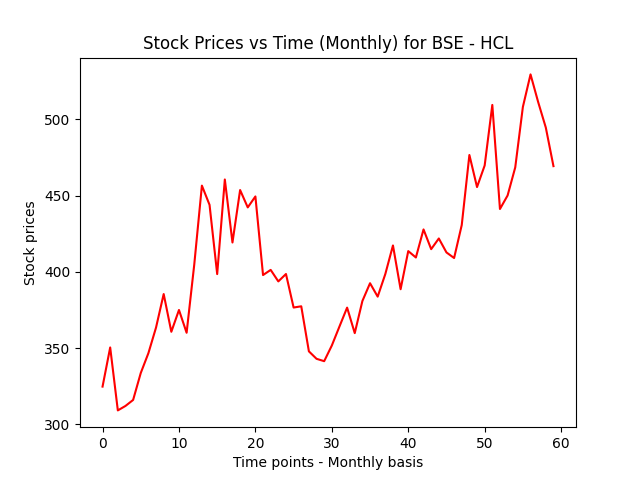 Stock Prices vs Time (Monthly) for BSE - HCL
500
450
400
350
300
Stock prices
0 10 20 30 40 50 60
Time points - Monthly basis